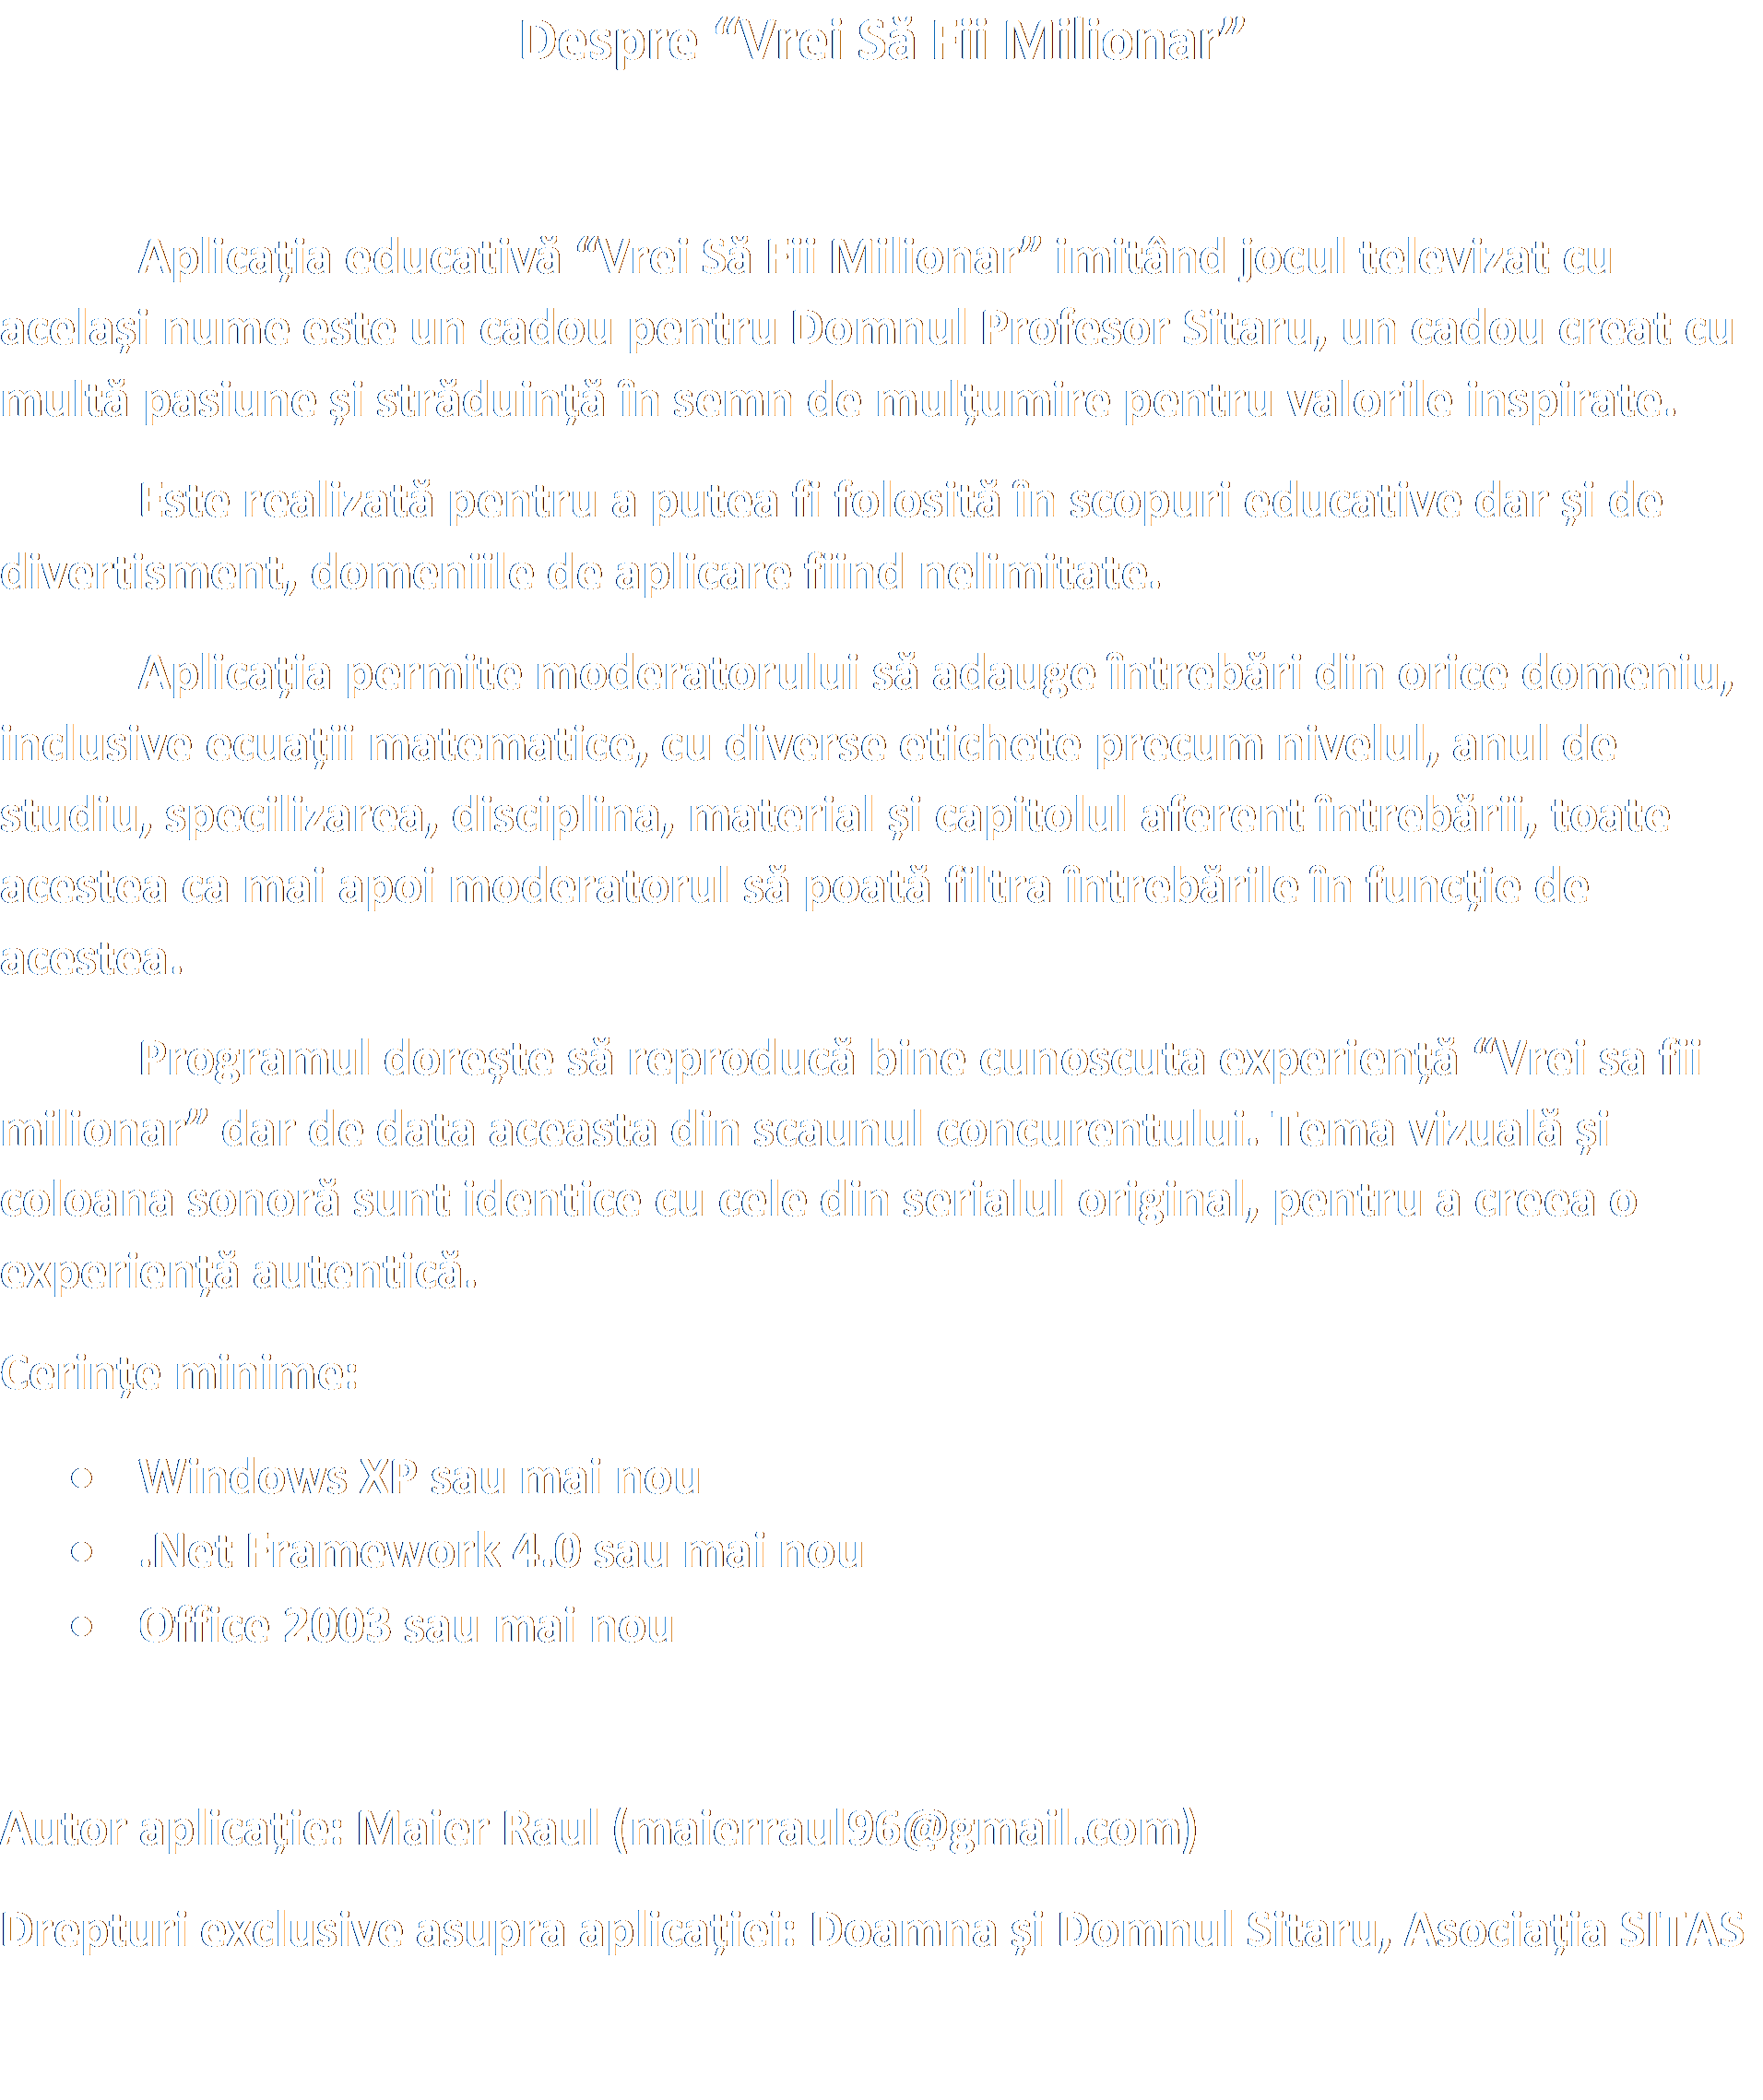 Despre “Vrei Să Fii Milionar”
Aplicația educativă “Vrei Să Fii Milionar” imitând jocul televizat cu
același nume este un cadou pentru Domnul Profesor Sitaru, un cadou creat cu
multă pasiune și străduință în semn de mulțumire pentru valorile inspirate.
Este realizată pentru a putea fi folosită în scopuri educative dar și de
divertisment, domeniile de aplicare fiind nelimitate.
Aplicația permite moderatorului să adauge întrebări din orice domeniu,
inclusive ecuații matematice, cu diverse etichete precum nivelul, anul de
studiu, specilizarea, disciplina, material și capitolul aferent întrebării, toate
acestea ca mai apoi moderatorul să poată filtra întrebările în funcție de
acestea.
Programul dorește să reproducă bine cunoscuta experiență “Vrei sa fii
milionar” dar de data aceasta din scaunul concurentului. Tema vizuală și
coloana sonoră sunt identice cu cele din serialul original, pentru a creea o
experiență autentică.
Cerințe minime:
• Windows XP sau mai nou
• .Net Framework 4.0 sau mai nou
• Office 2003 sau mai nou
Autor aplicație: Maier Raul (maierraul96@gmail.com)
Drepturi exclusive asupra aplicației: Doamna și Domnul Sitaru, Asociația SITAS